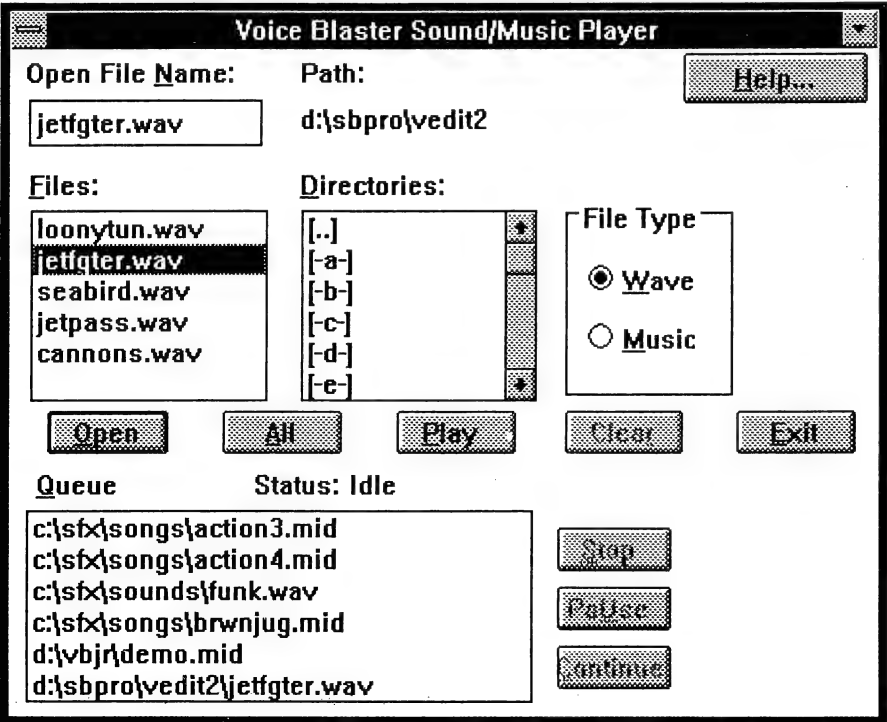 Voice Blaster Sound/Music Player
Open File Name:
Path:
Help...
jetfgter.wav
d:\sbpro\vedit2
Files:
Directories:
loonytun.wav
jetfgter.wav
seabird.wav
jetpass.wav
cannons.wav
[..]
[-a-]
[-b-]
[-c-]
[-d-]
[-e-]
File Type
Wave
Music
Open
All
Play
Clear
Exit
Queue
Status: Idle
c:\sfx\songs\action3.mid
c:\sfx\songs\action4.mid
c:\sfx\sounds\funk.wav
c:\sfx\songs\brwnjug.mid
d:\vbjr\demo.mid
d:\sbpro\vedit2\jetfgter.wav
Stop
PaUse
Continue